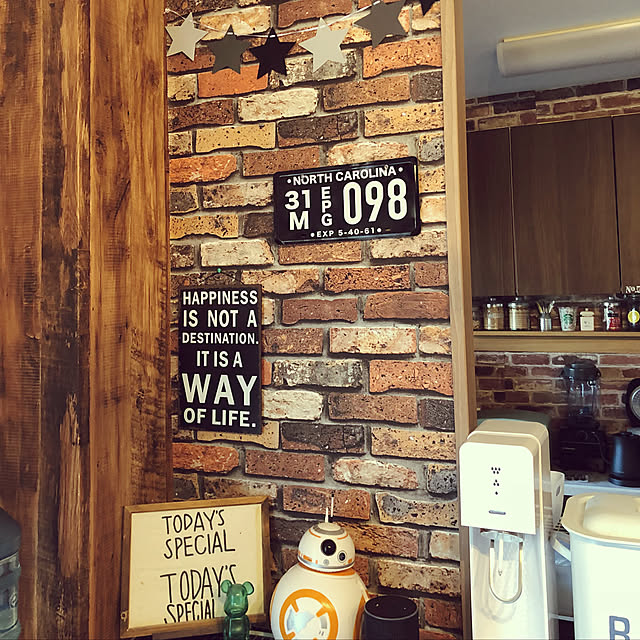 • NORTH CAROLINA •
31 M EPG 098
• EXP 5-40-61 •
HAPPINESS
IS NOT A
DESTINATION.
IT IS A
WAY
OF LIFE.
TODAY'S
SPECIAL
TODAY'S
SPECIAL
B